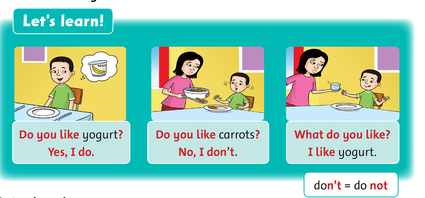 Let's learn!
Do you like yogurt?
Yes, I do.
Do you like carrots?
No, I don't.
What do you like?
I like yogurt.
don't = do not